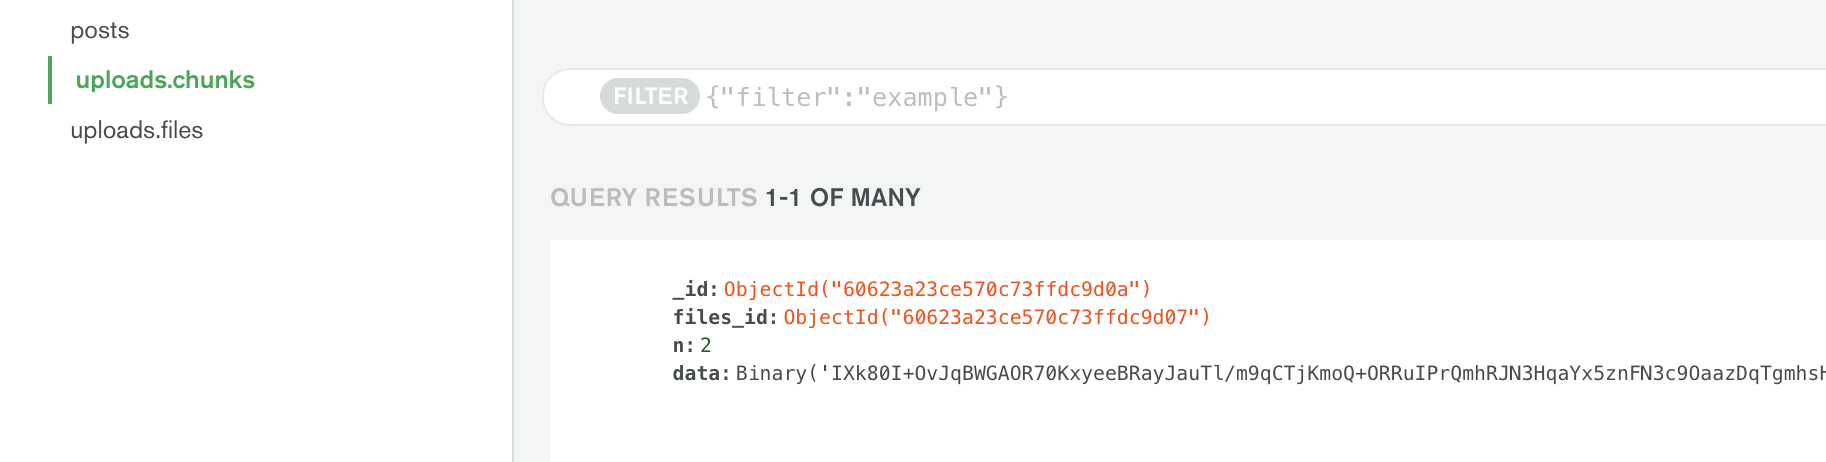 posts
uploads.chunks
uploads.files
FILTER {"filter":"example"}
QUERY RESULTS 1-1 OF MANY
_id: ObjectId("60623a23ce570c73ffdc9d0a")
files_id: ObjectId("60623a23ce570c73ffdc9d07")
n: 2
data: Binary('IXk80I+OvJqBWGAOR70KxyeeBRayJauTl/m9qCTjKmoQ+ORRuIPrQmhRJN3HqaYx5znFN3c9OaazDqTgmhsH